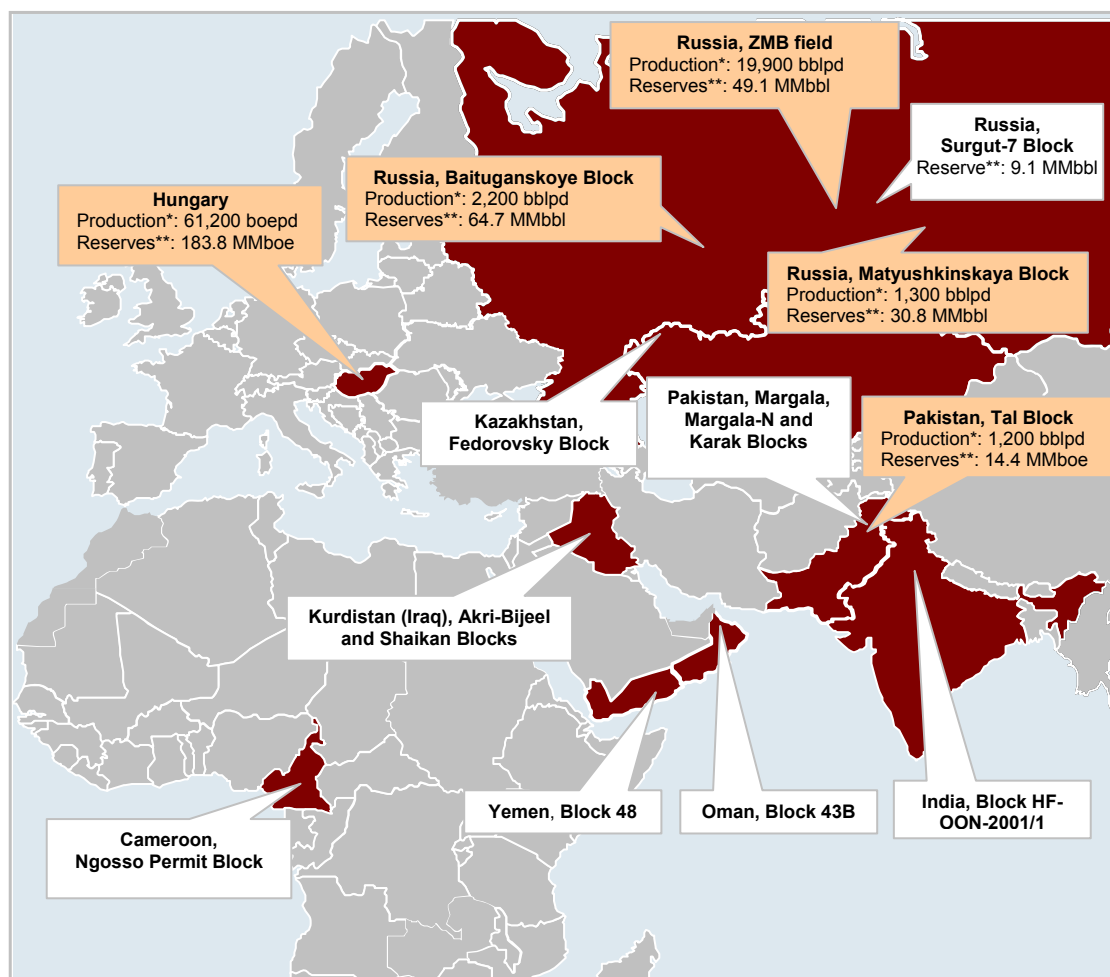 Russia, ZMB field
Production*: 19,900 bblpd
Reserves**: 49.1 MMbbl
Russia,
Surgut-7 Block
Reserve**: 9.1 MMbbl
Russia, Baituganskoye Block
Production*: 2,200 bblpd
Reserves**: 64.7 MMbbl
Hungary
Production*: 61,200 boepd
Reserves**: 183.8 MMboe
Russia, Matyushkinskaya Block
Production*: 1,300 bblpd
Reserves**: 30.8 MMbbl
Kazakhstan,
Fedorovsky Block
Pakistan, Margala,
Margala-N and
Karak Blocks
Pakistan, Tal Block
Production*: 1,200 bblpd
Reserves**: 14.4 MMboe
Kurdistan (Iraq), Akri-Bijeel
and Shaikan Blocks
Yemen, Block 48
Oman, Block 43B
India, Block HF-
OON-2001/1
Cameroon,
Ngosso Permit Block